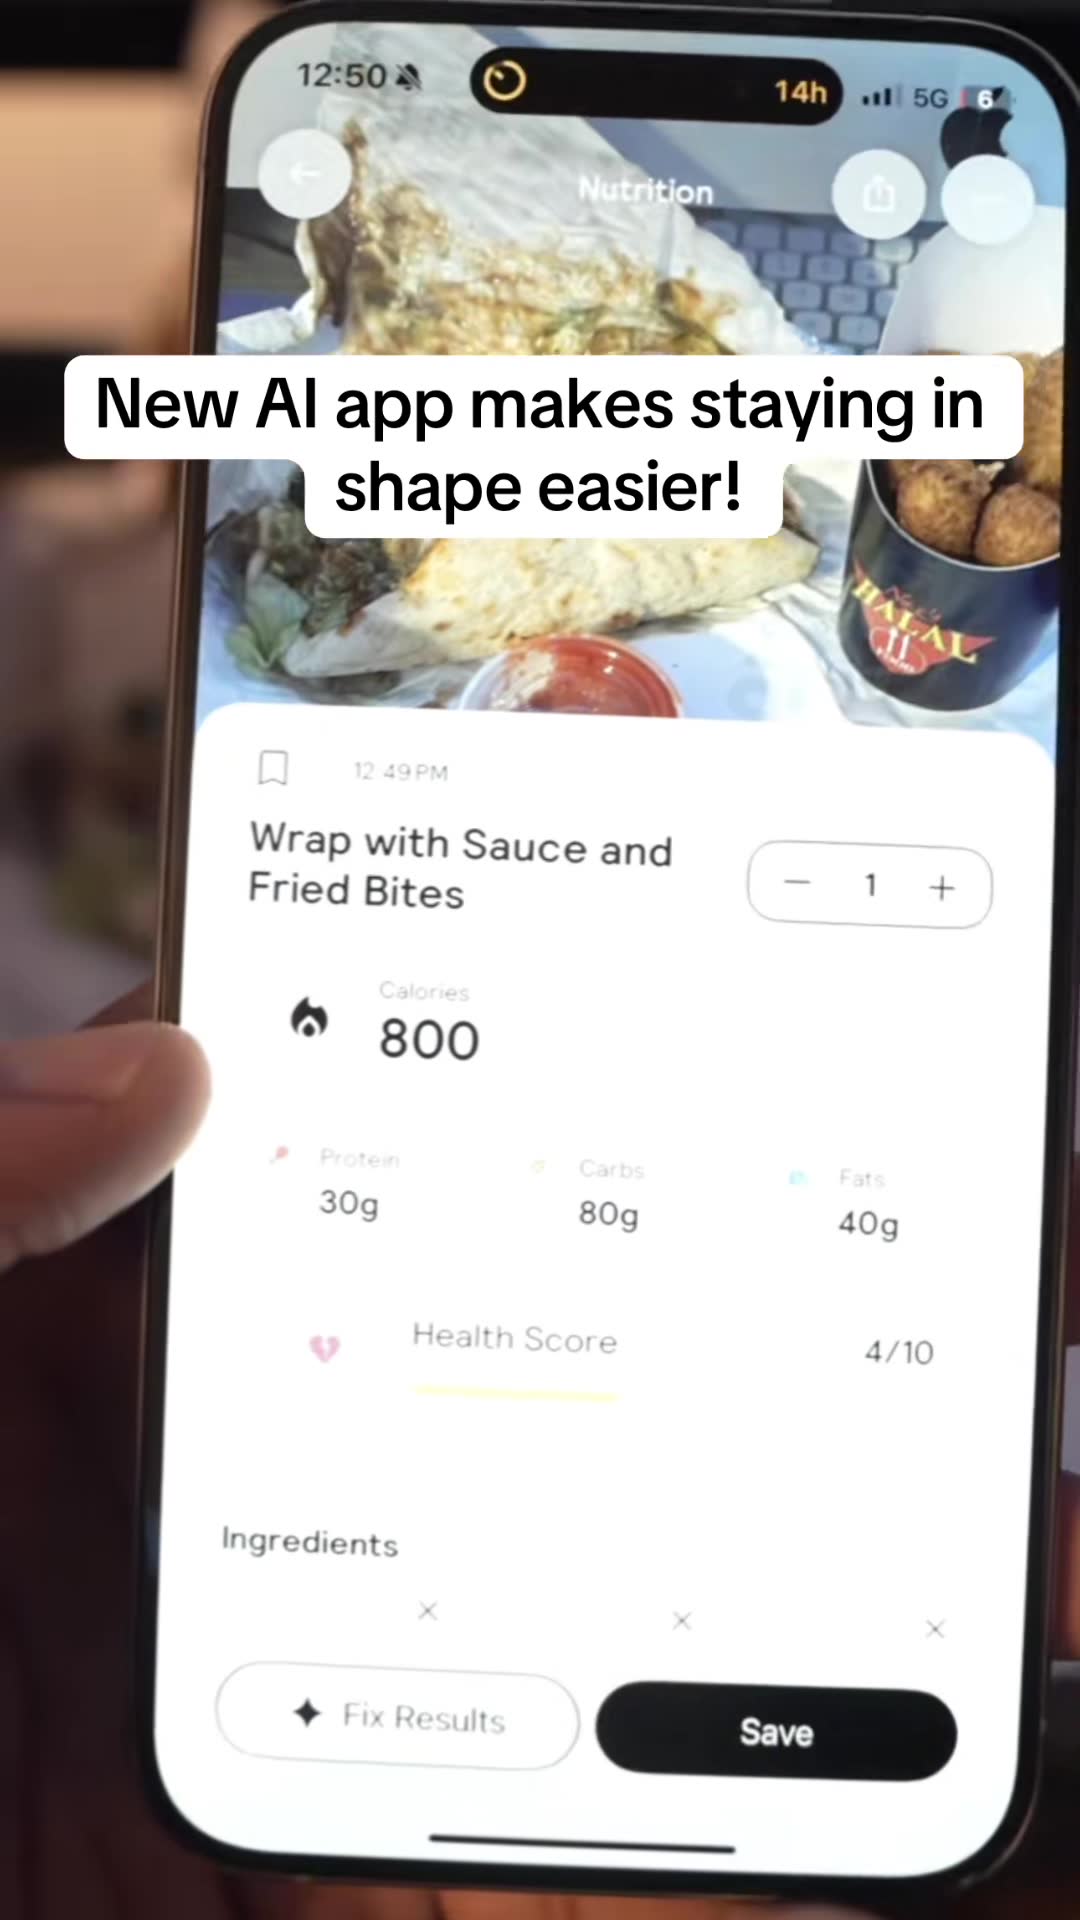 12:50
14h
5G
6
Nutrition
New AI app makes staying in
shape easier!
HALAL
12:49 PM
Wrap with Sauce and
Fried Bites
1
Calories
800
Protein
Carbs
Fats
30g
80g
40g
Health Score
4/10
Ingredients
Fix Results
Save